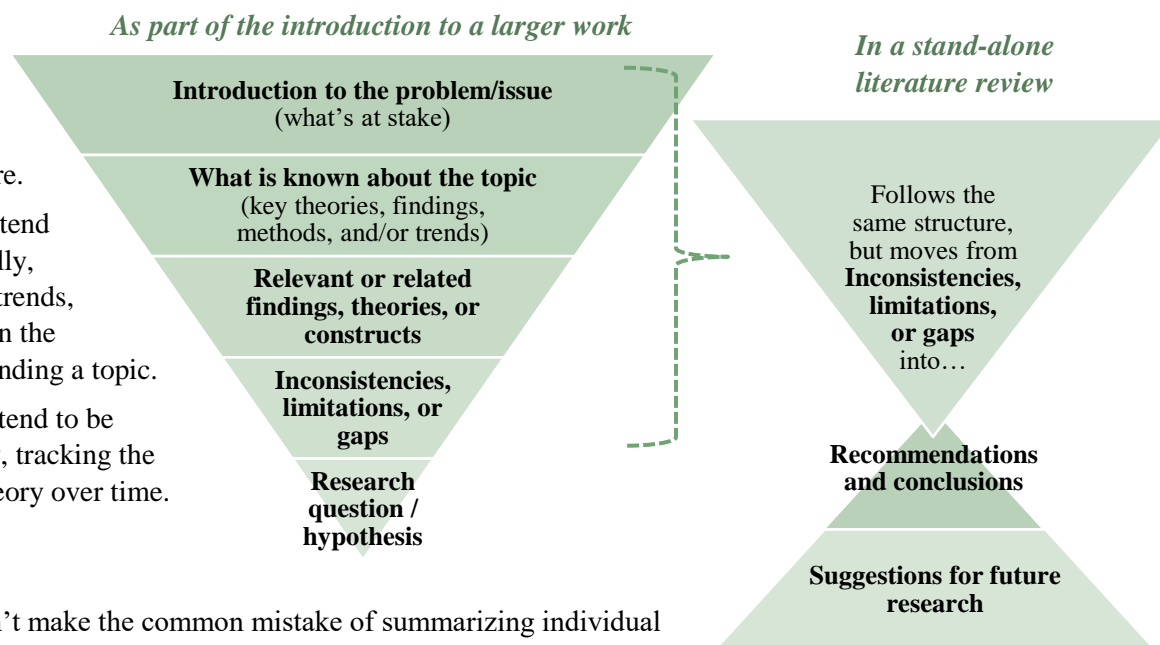 As part of the introduction to a larger work
Introduction to the problem/issue
(what's at stake)
What is known about the topic
(key theories, findings,
methods, and/or trends)
Relevant or related
findings, theories, or
constructs
Inconsistencies,
limitations, or
gaps
Research
question /
hypothesis
In a stand-alone
literature review
Follows the
same structure,
but moves from
Inconsistencies,
limitations,
or gaps
into…
Recommendations
and conclusions
Suggestions for future
research
re.
tend
lly,
trends,
n the
nding a topic.
tend to be
, tracking the
eory over time.
't make the common mistake of summarizing individual